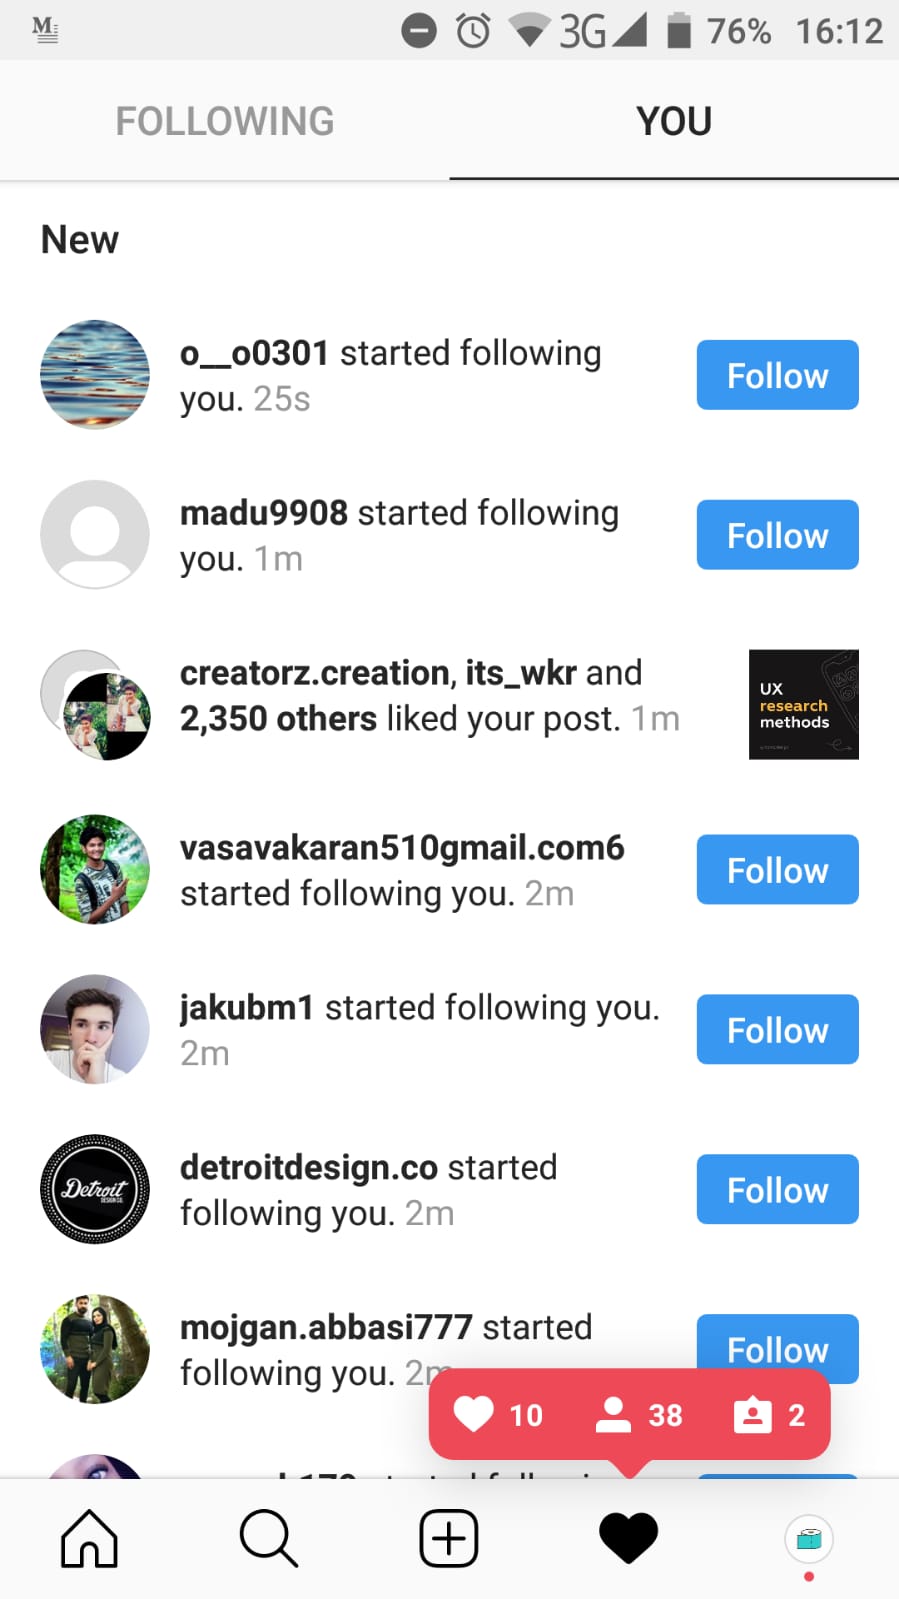 3G 76% 16:12
FOLLOWING YOU
New
o__o0301 started following
you. 25s
Follow
madu9908 started following
you. 1m
Follow
creatorz.creation, its_wkr and
2,350 others liked your post. 1m
UX
research
methods
vasavakaran510gmail.com6
started following you. 2m
Follow
jakubm1 started following you.
2m
Follow
Detroit
DESIGN CO.
detroitdesign.co started
following you. 2m
Follow
mojgan.abbasi777 started
following you. 2m
Follow
10 38 2